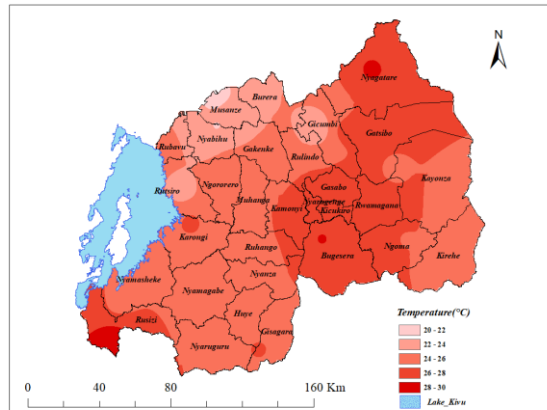 N
Nyagatare
Burera
Musanze
Gicumbi
Gatsibo
Rubavu
Nyabihu
Gakenke
Rulindo
Kayonza
Rutsiro
Ngororero
Gasabo
Muhanga
Kamonyi
Nyarugenge
Kicukiro
Rwamagana
Karongi
Ruhango
Bugesera
Ngoma
Kirehe
Nyamasheke
Nyanza
Nyamagabe
Rusizi
Huye
Gisagara
Nyaruguru
Temperature(°C)
20 - 22
22 - 24
24 - 26
26 - 28
28 - 30
Lake_Kivu
0 40 80 160 Km